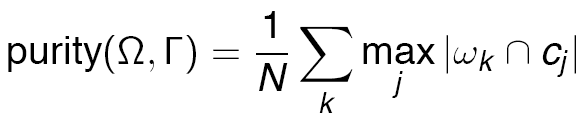 purity(Ω, Γ) = 1/N ∑_k max_j |ω_k ∩ c_j|